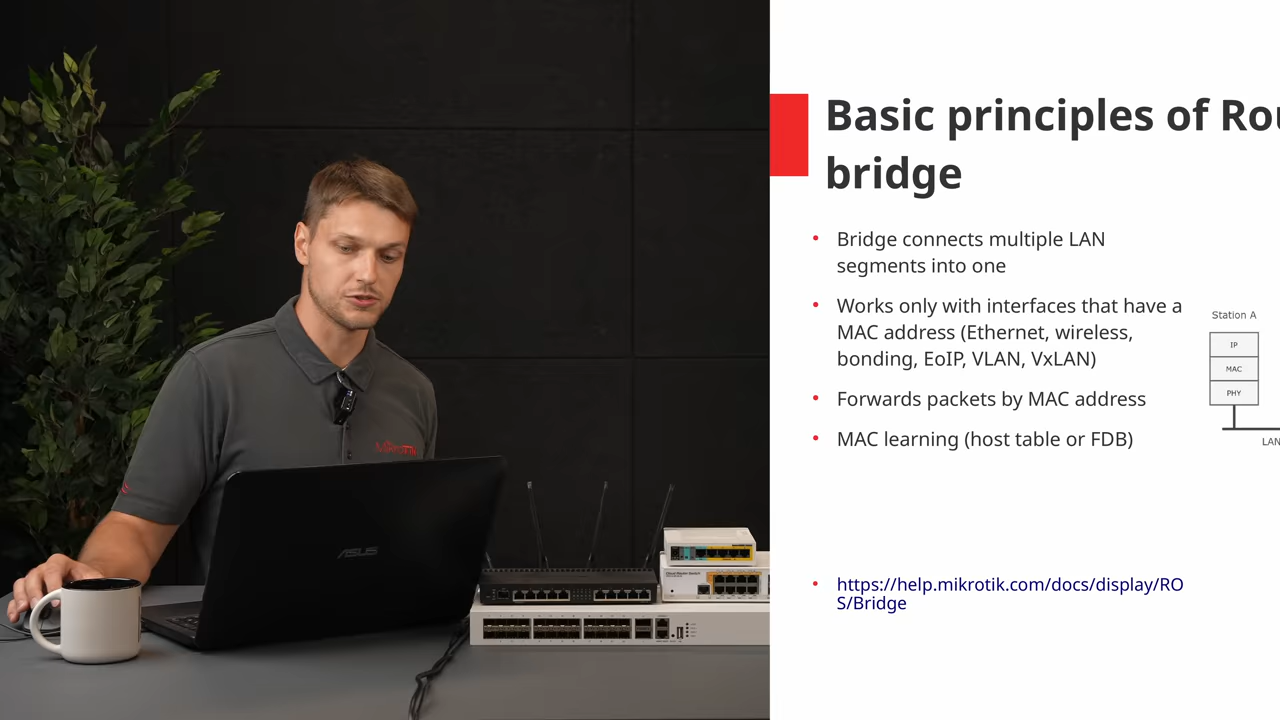 Basic principles of Rou
bridge
Bridge connects multiple LAN
segments into one
Works only with interfaces that have a
MAC address (Ethernet, wireless,
bonding, EoIP, VLAN, VxLAN)
Station A
IP
MAC
PHY
Forwards packets by MAC address
MAC learning (host table or FDB)
LAN
https://help.mikrotik.com/docs/display/RO
S/Bridge
MikroTik
ASUS